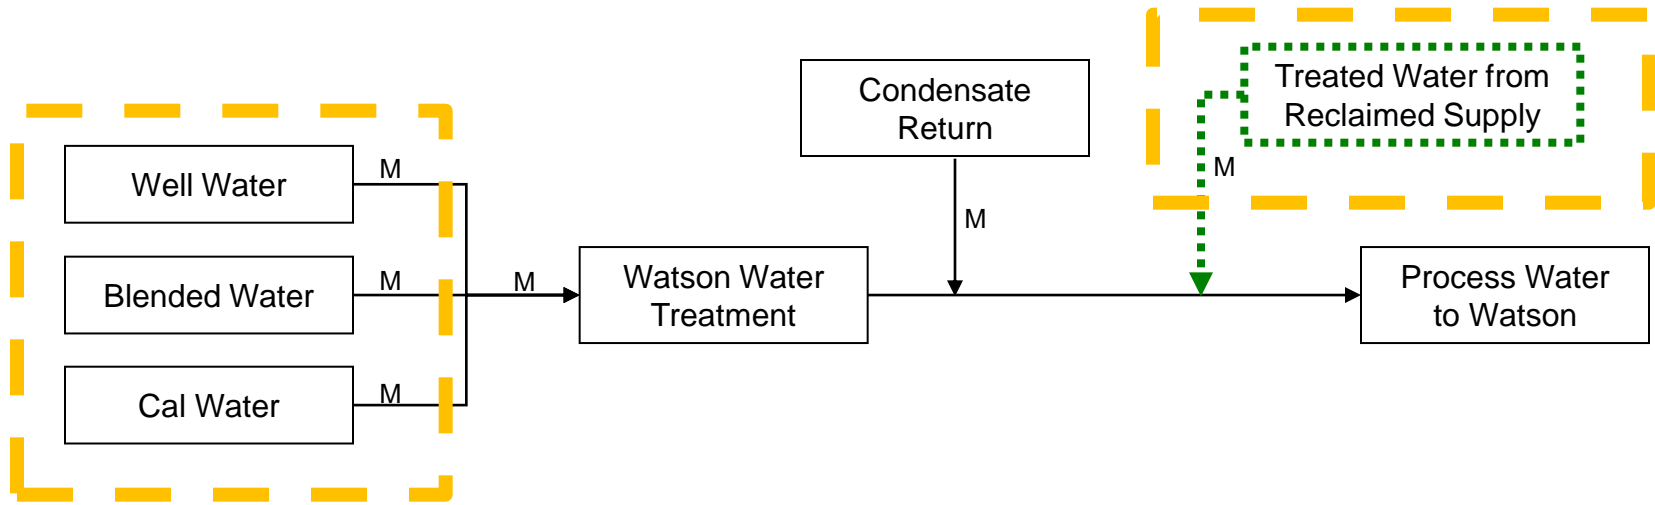 Treated Water from
Reclaimed Supply
Condensate
Return
M
M
Well Water
M
M
Blended Water
M
M
Watson Water
Treatment
Process Water
to Watson
Cal Water
M